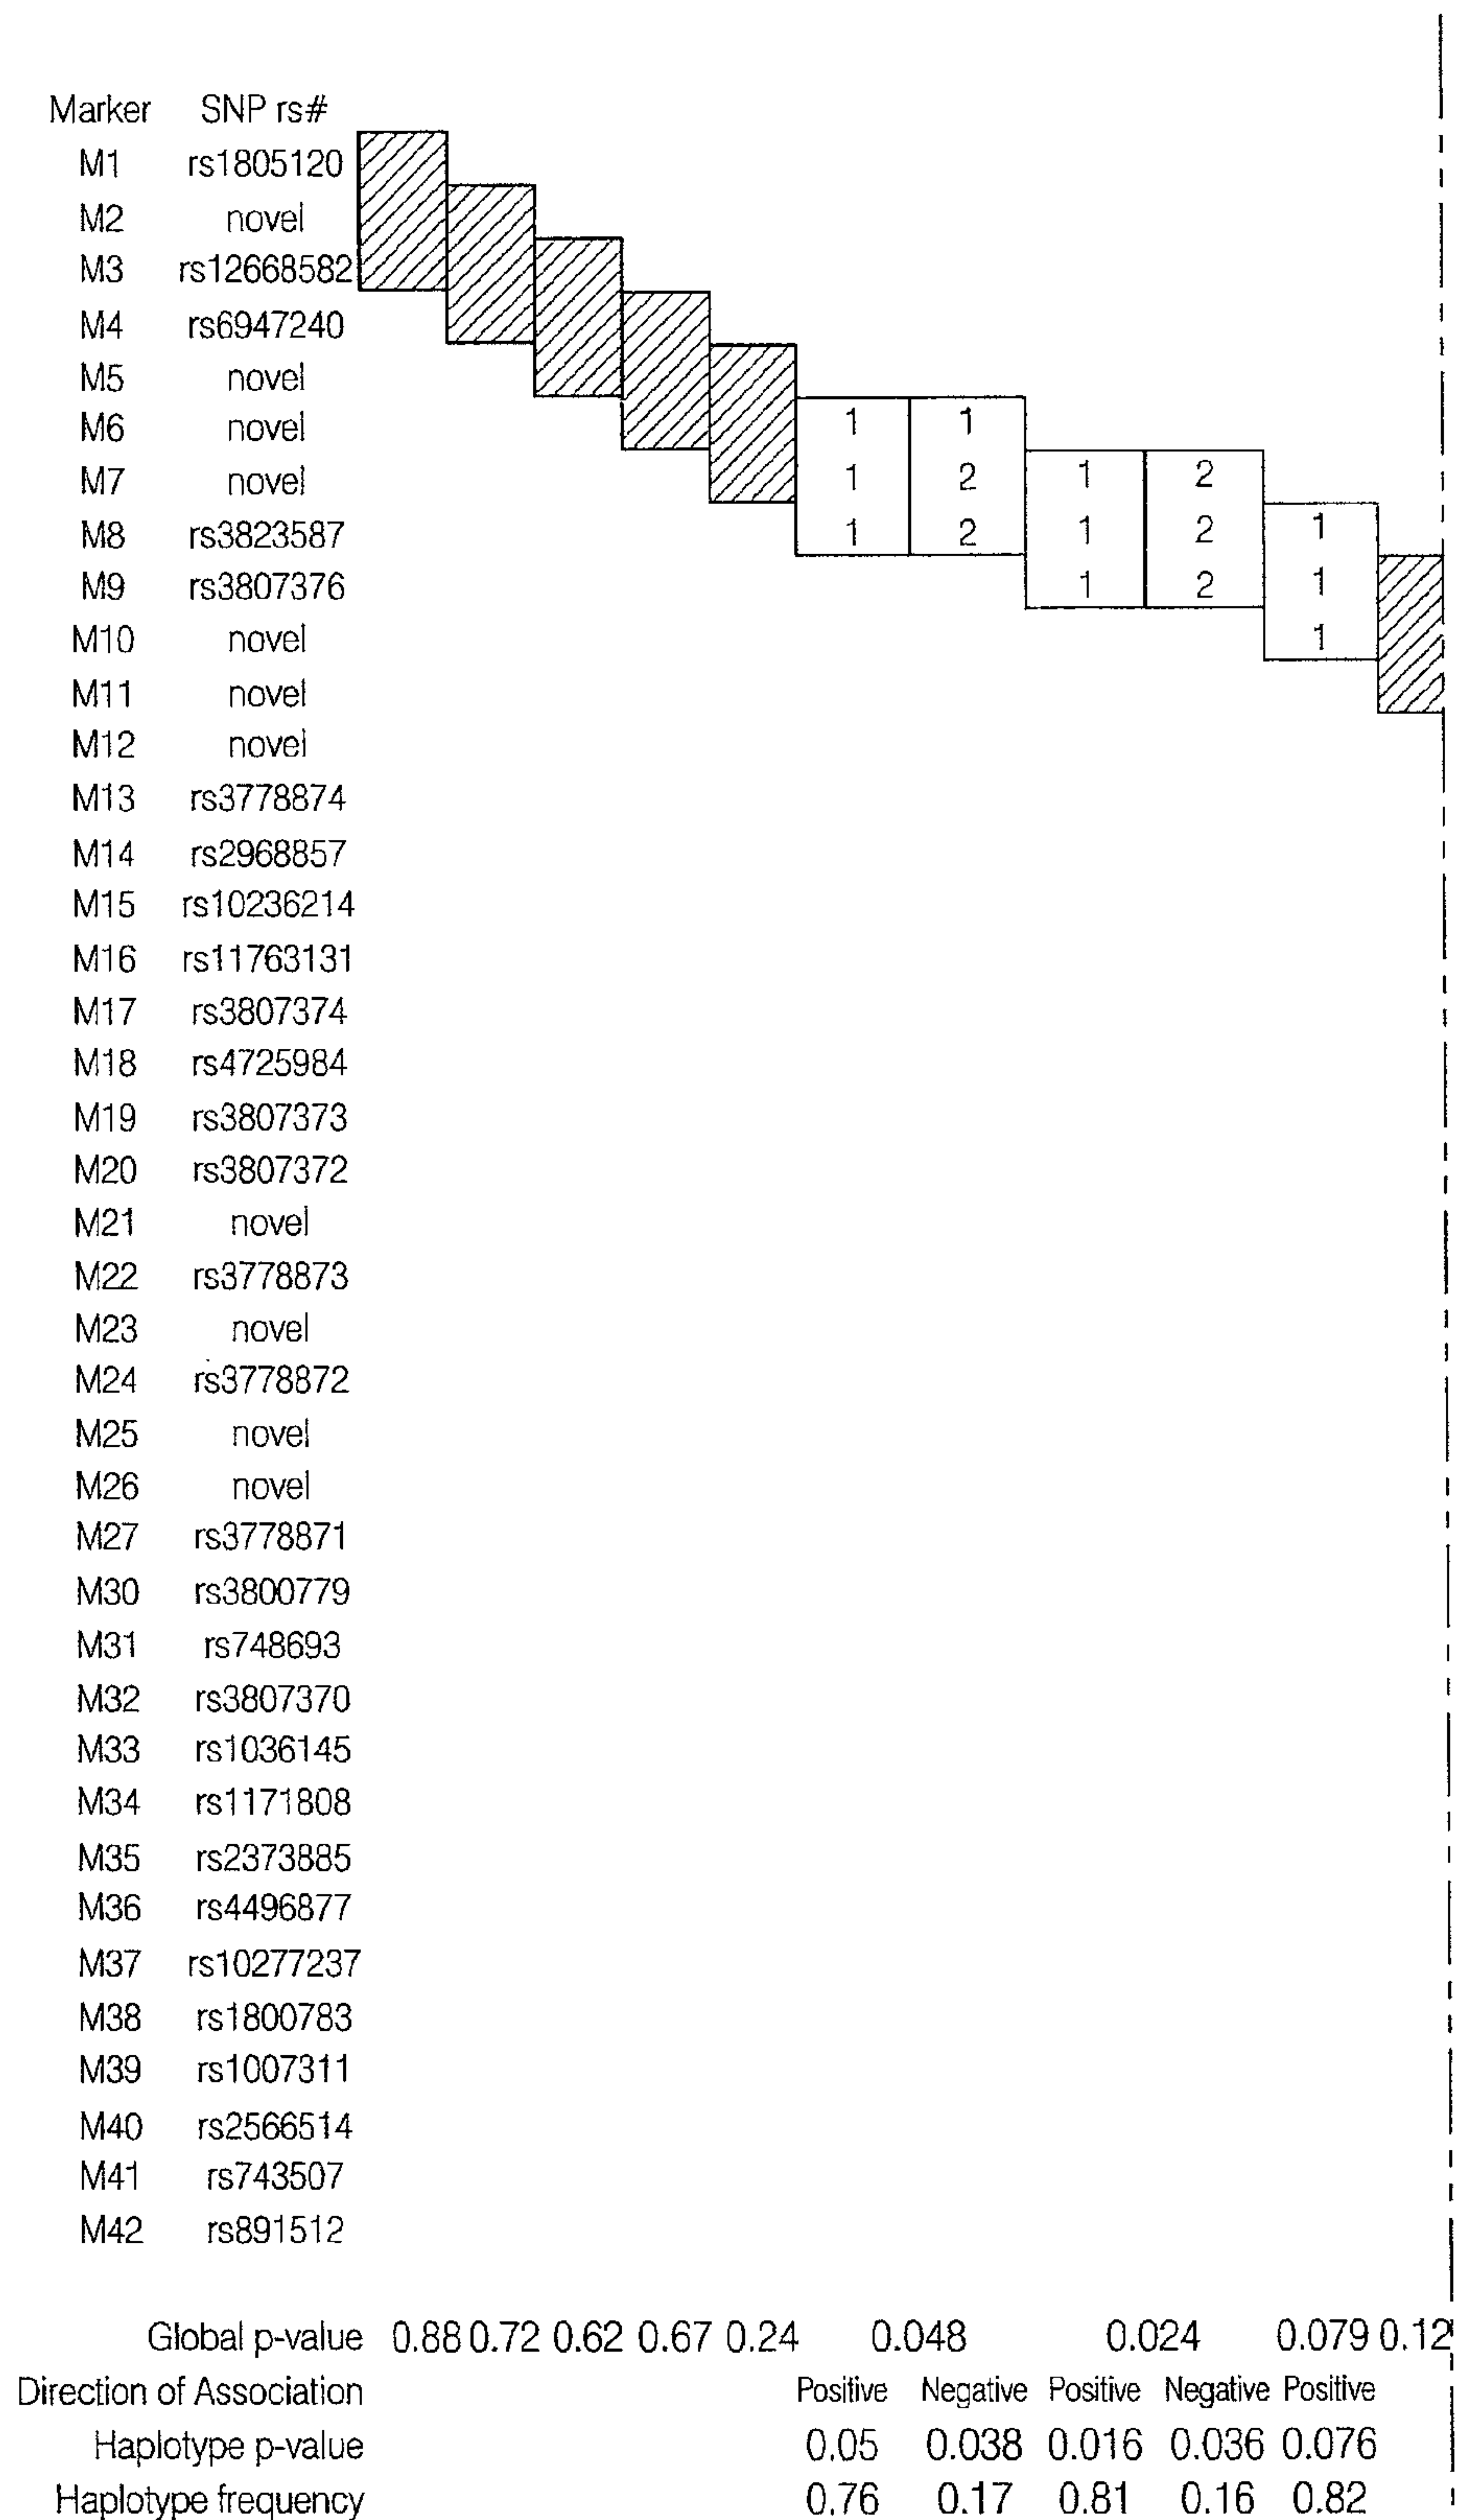 Marker SNP rs#
M1 rs1805120
M2 novel
M3 rs12668582
M4 rs6947240
M5 novel
M6 novel 1 1
M7 novel 1 2 1 2
M8 rs3823587 1 2 1 2 1
M9 rs3807376 1 2 1
M10 novel 1
M11 novel
M12 novel
M13 rs3778874
M14 rs2968857
M15 rs10236214
M16 rs11763131
M17 rs3807374
M18 rs4725984
M19 rs3807373
M20 rs3807372
M21 novel
M22 rs3778873
M23 novel
M24 rs3778872
M25 novel
M26 novel
M27 rs3778871
M30 rs3800779
M31 rs748693
M32 rs3807370
M33 rs1036145
M34 rs1171808
M35 rs2373885
M36 rs4496877
M37 rs10277237
M38 rs1800783
M39 rs1007311
M40 rs2566514
M41 rs743507
M42 rs891512
Global p-value 0.88 0.72 0.62 0.67 0.24 0.048 0.024 0.079 0.12
Direction of Association Positive Negative Positive Negative Positive
Haplotype p-value 0.05 0.038 0.016 0.036 0.076
Haplotype frequency 0.76 0.17 0.81 0.16 0.82